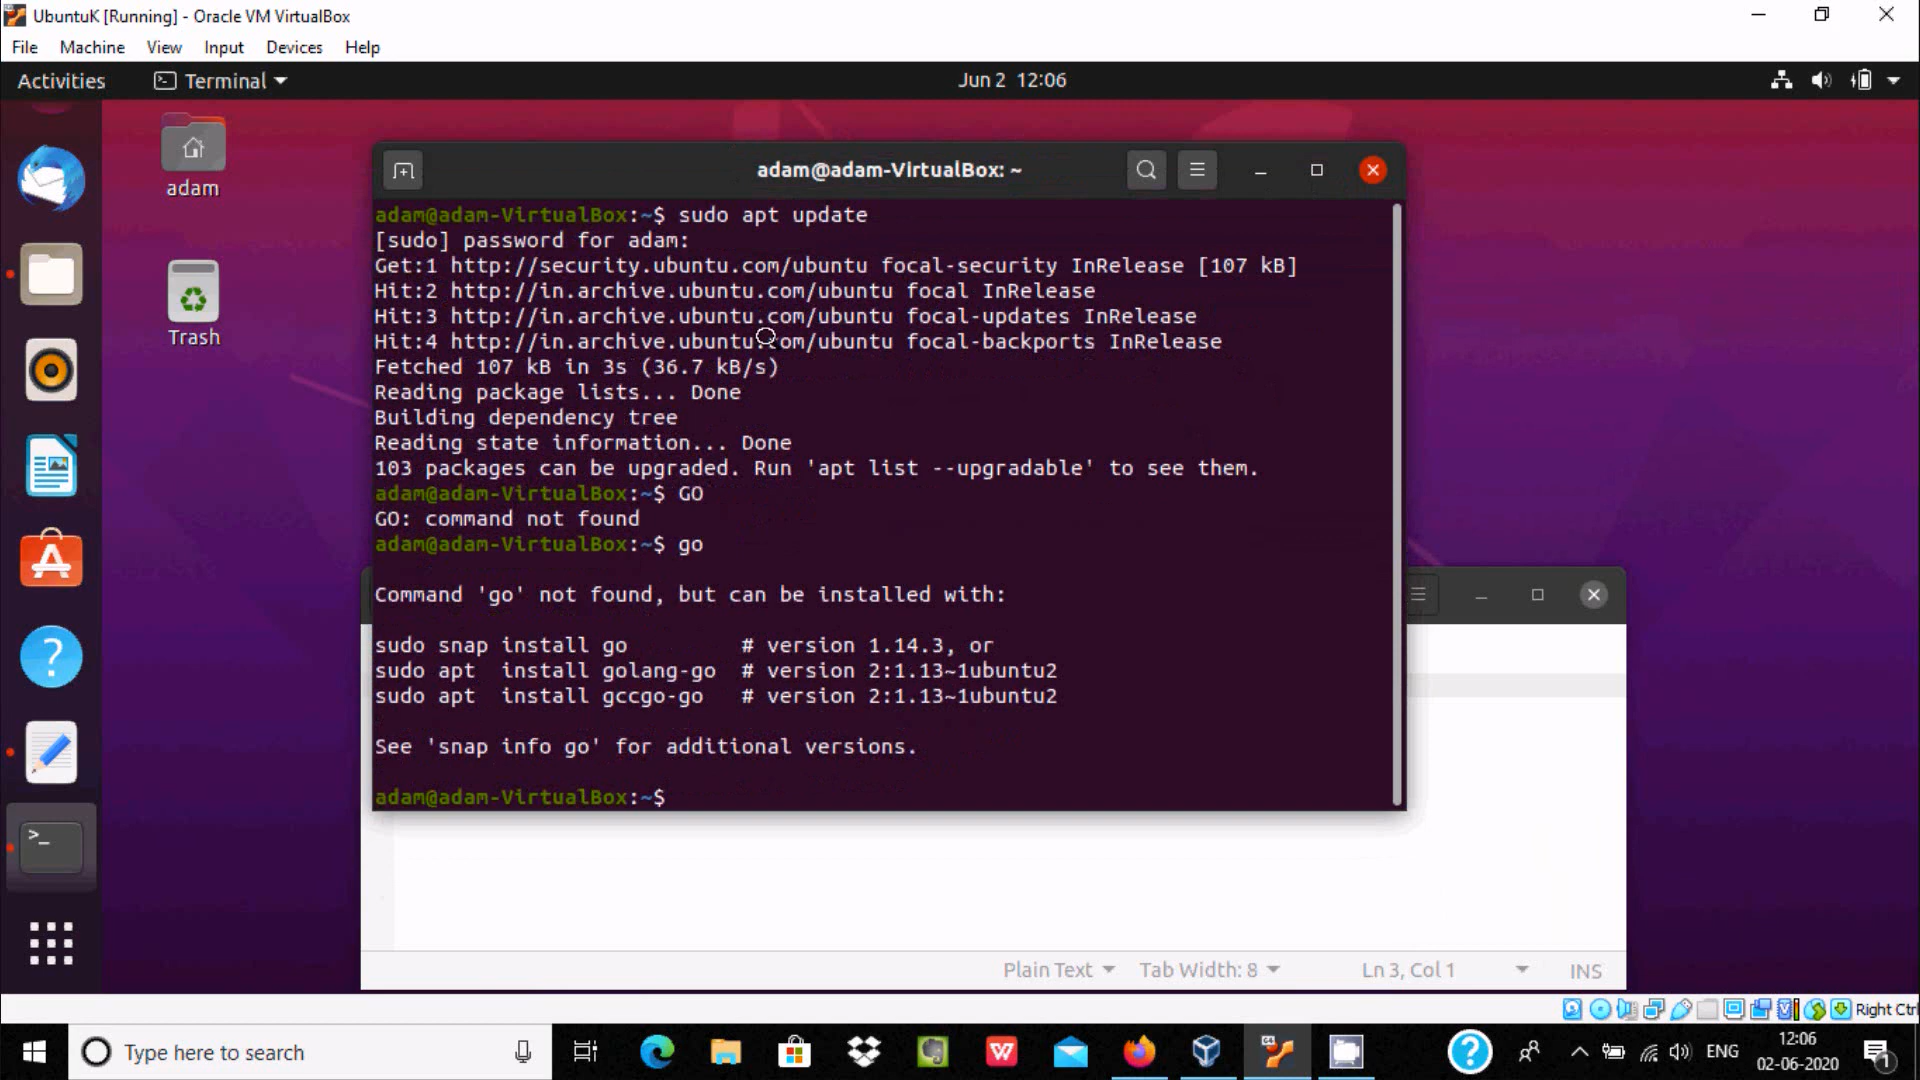 UbuntuK [Running] - Oracle VM VirtualBox
File Machine View Input Devices Help
Activities Terminal Jun 2 12:06
adam
Trash
adam@adam-VirtualBox: ~
adam@adam-VirtualBox:~$ sudo apt update
[sudo] password for adam:
Get:1 http://security.ubuntu.com/ubuntu focal-security InRelease [107 kB]
Hit:2 http://in.archive.ubuntu.com/ubuntu focal InRelease
Hit:3 http://in.archive.ubuntu.com/ubuntu focal-updates InRelease
Hit:4 http://in.archive.ubuntu.com/ubuntu focal-backports InRelease
Fetched 107 kB in 3s (36.7 kB/s)
Reading package lists... Done
Building dependency tree
Reading state information... Done
103 packages can be upgraded. Run 'apt list --upgradable' to see them.
adam@adam-VirtualBox:~$ GO
GO: command not found
adam@adam-VirtualBox:~$ go
Command 'go' not found, but can be installed with:
sudo snap install go # version 1.14.3, or
sudo apt install golang-go # version 2:1.13~1ubuntu2
sudo apt install gccgo-go # version 2:1.13~1ubuntu2
See 'snap info go' for additional versions.
adam@adam-VirtualBox:~$
Plain Text Tab Width: 8 Ln 3, Col 1 INS
Right Ctrl
Type here to search
ENG
12:06
02-06-2020
1